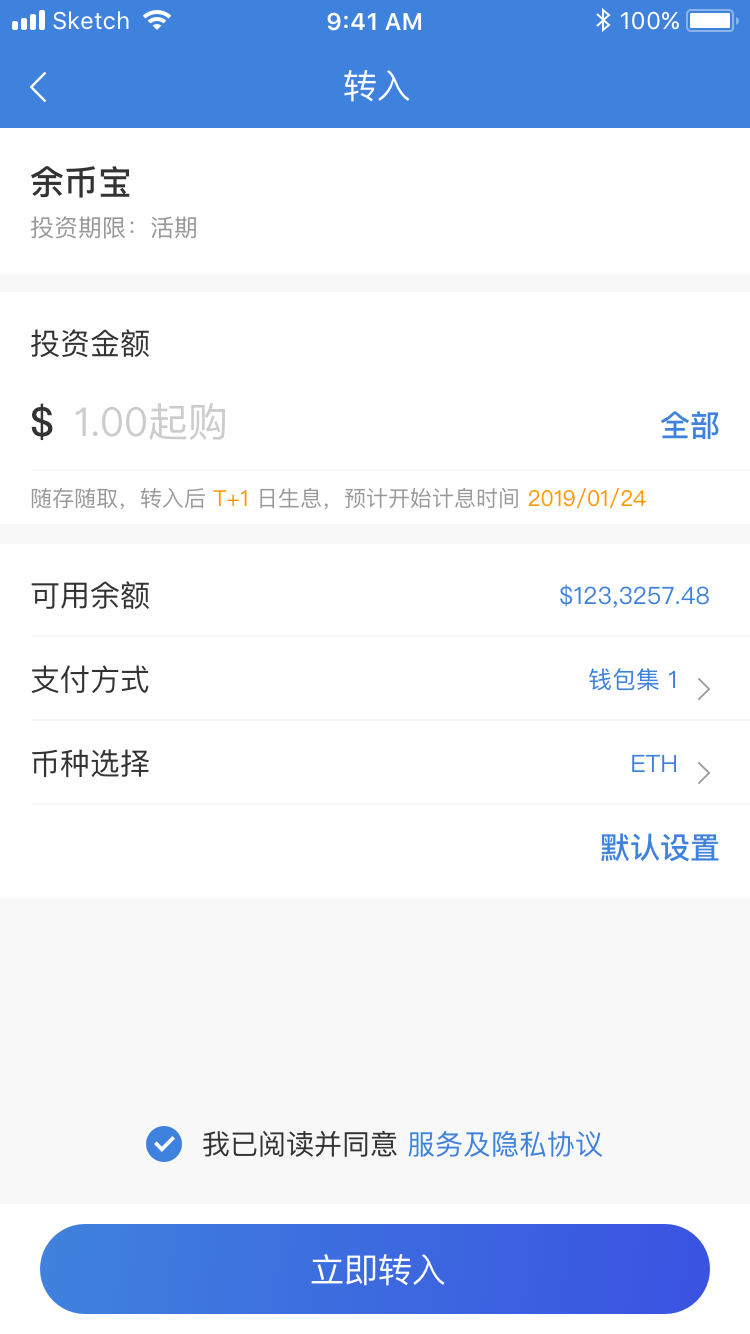 Sketch 9:41 AM 100%
转入
余币宝
投资期限：活期
投资金额
$ 1.00起购 全部
随存随取，转入后 T+1 日生息，预计开始计息时间 2019/01/24
可用余额 $123,3257.48
支付方式 钱包集 1
币种选择 ETH
默认设置
我已阅读并同意 服务及隐私协议
立即转入